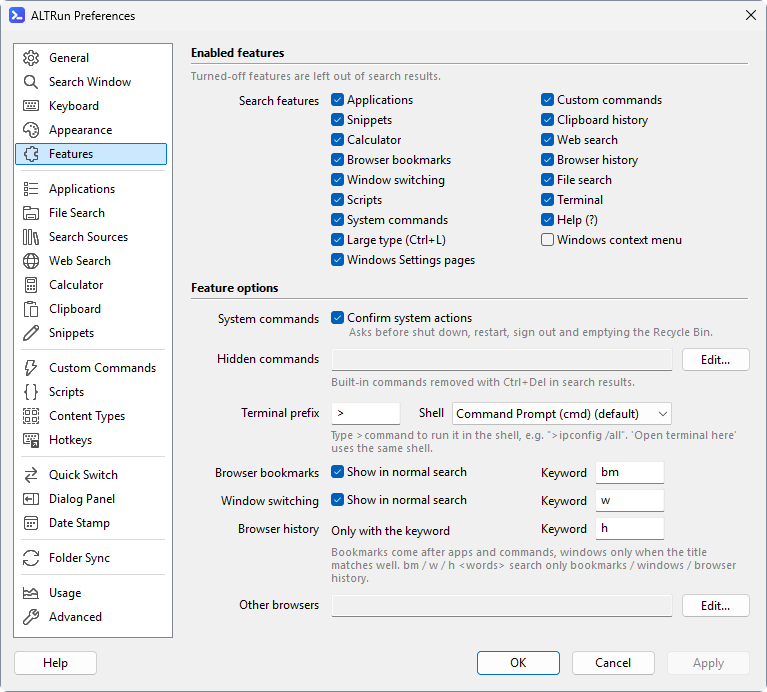 ALTRun Preferences
General
Search Window
Keyboard
Appearance
Features
Applications
File Search
Search Sources
Web Search
Calculator
Clipboard
Snippets
Custom Commands
Scripts
Content Types
Hotkeys
Quick Switch
Dialog Panel
Date Stamp
Folder Sync
Usage
Advanced
Enabled features
Turned-off features are left out of search results.
Search features
Applications
Custom commands
Snippets
Clipboard history
Calculator
Web search
Browser bookmarks
Browser history
Window switching
File search
Scripts
Terminal
System commands
Help (?)
Large type (Ctrl+L)
Windows context menu
Windows Settings pages
Feature options
System commands
Confirm system actions
Asks before shut down, restart, sign out and emptying the Recycle Bin.
Hidden commands
Edit...
Built-in commands removed with Ctrl+Del in search results.
Terminal prefix
>
Shell
Command Prompt (cmd) (default)
Type >command to run it in the shell, e.g. ">ipconfig /all". 'Open terminal here'
uses the same shell.
Browser bookmarks
Show in normal search
Keyword
bm
Window switching
Show in normal search
Keyword
w
Browser history
Only with the keyword
Keyword
h
Bookmarks come after apps and commands, windows only when the title
matches well. bm / w / h <words> search only bookmarks / windows / browser
history.
Other browsers
Edit...
Help
OK
Cancel
Apply